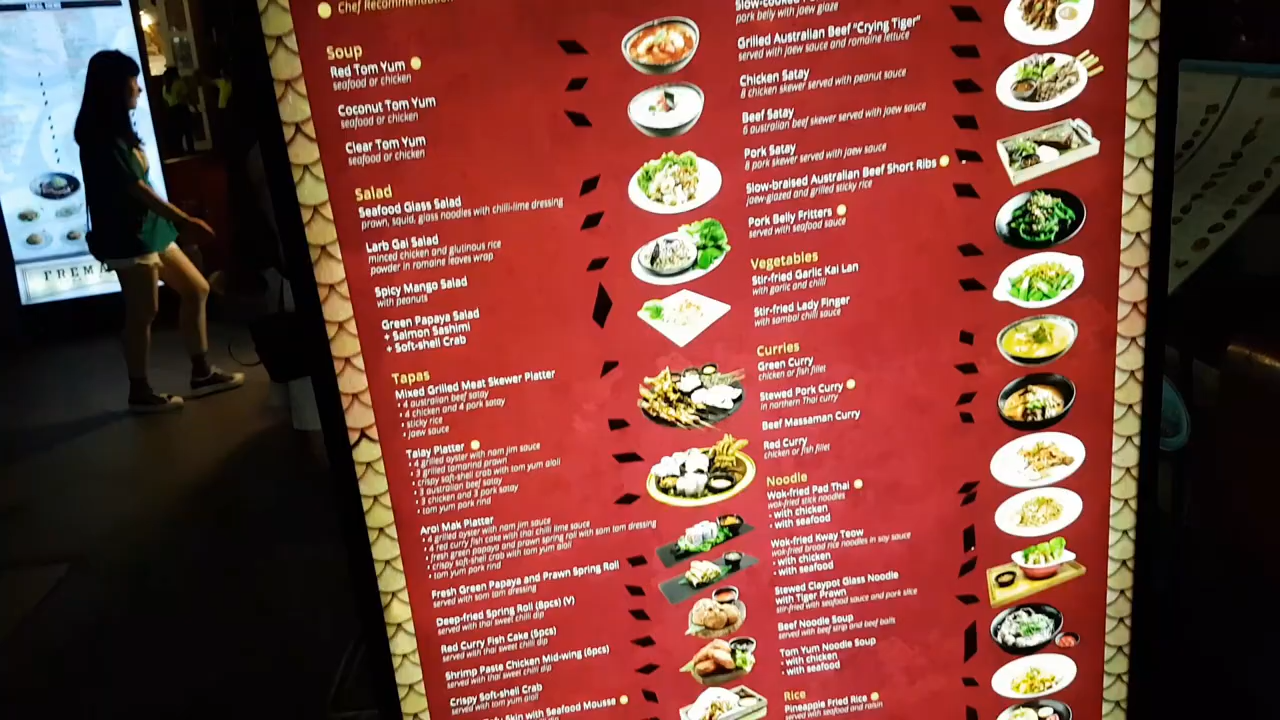 Chef Recommendation
Soup
Red Tom Yum
seafood or chicken
Coconut Tom Yum
seafood or chicken
Clear Tom Yum
seafood or chicken
Salad
Seafood Glass Salad
prawn, squid, glass noodles with chilli-lime dressing
Larb Gai Salad
minced chicken and glutinous rice
powder in romaine leaves wrap
Spicy Mango Salad
with peanuts
Green Papaya Salad
+ Salmon Sashimi
+ Soft-shell Crab
Tapas
Mixed Grilled Meat Skewer Platter
• 4 australian beef satay
• 4 chicken and 4 pork satay
• sticky rice
• jaew sauce
Talay Platter
• 4 grilled oyster with nam jim sauce
• 3 grilled tamarind prawn
• crispy soft-shell crab with tom yum aioli
• 3 australian beef satay
• 3 chicken and 3 pork satay
• tom yum pork rind
Aroi Mak Platter
• 4 grilled oyster with nam jim sauce
• 4 red curry fish cake with thai chilli lime sauce
• fresh green papaya and prawn spring roll with som tam dressing
• crispy soft-shell crab with tom yum aioli
• tom yum pork rind
Fresh Green Papaya and Prawn Spring Roll
served with som tam dressing
Deep-fried Spring Roll (8pcs) (V)
served with thai sweet chilli dip
Red Curry Fish Cake (5pcs)
served with thai sweet chilli dip
Shrimp Paste Chicken Mid-wing (6pcs)
served with thai sweet chilli dip
Crispy Soft-shell Crab
served with tom yum aioli
Skin with Seafood Mousse
Slow-cooked
pork belly with jaew glaze
Grilled Australian Beef "Crying Tiger"
served with jaew sauce and romaine lettuce
Chicken Satay
8 chicken skewer served with peanut sauce
Beef Satay
6 australian beef skewer served with jaew sauce
Pork Satay
8 pork skewer served with jaew sauce
Slow-braised Australian Beef Short Ribs
jaew-glazed and grilled sticky rice
Pork Belly Fritters
served with seafood sauce
Vegetables
Stir-fried Garlic Kai Lan
with garlic and chilli
Stir-fried Lady Finger
with sambal chilli sauce
Curries
Green Curry
chicken or fish fillet
Stewed Pork Curry
in northern Thai curry
Beef Massaman Curry
Red Curry
chicken or fish fillet
Noodle
Wok-fried Pad Thai
wok-fried stick noodles
• with chicken
• with seafood
Wok-fried Kway Teow
wok-fried broad rice noodles in soy sauce
• with chicken
• with seafood
Stewed Claypot Glass Noodle
with Tiger Prawn
stir-fried with seafood sauce and pork slice
Beef Noodle Soup
served with beef strip and beef balls
Tom Yum Noodle Soup
• with chicken
• with seafood
Rice
Pineapple Fried Rice
served with seafood and raisin
FREMA